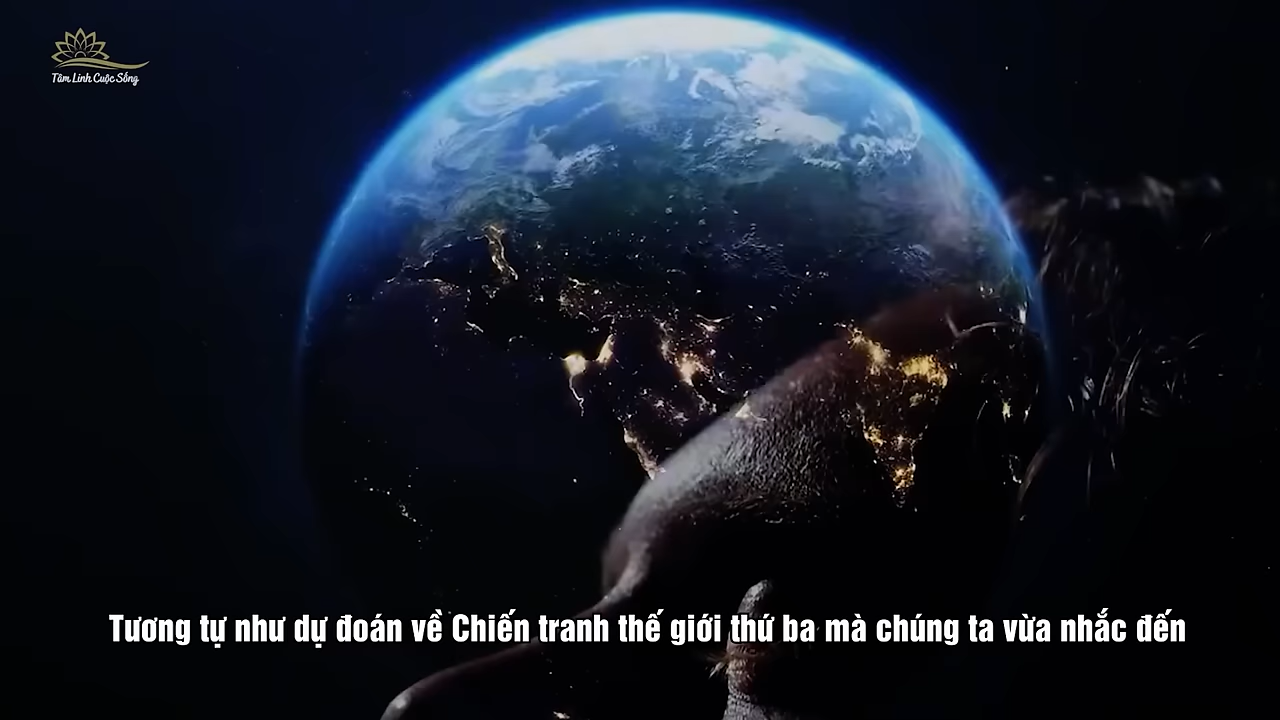 Tâm Linh Cuộc Sống
Tương tự như dự đoán về Chiến tranh thế giới thứ ba mà chúng ta vừa nhắc đến